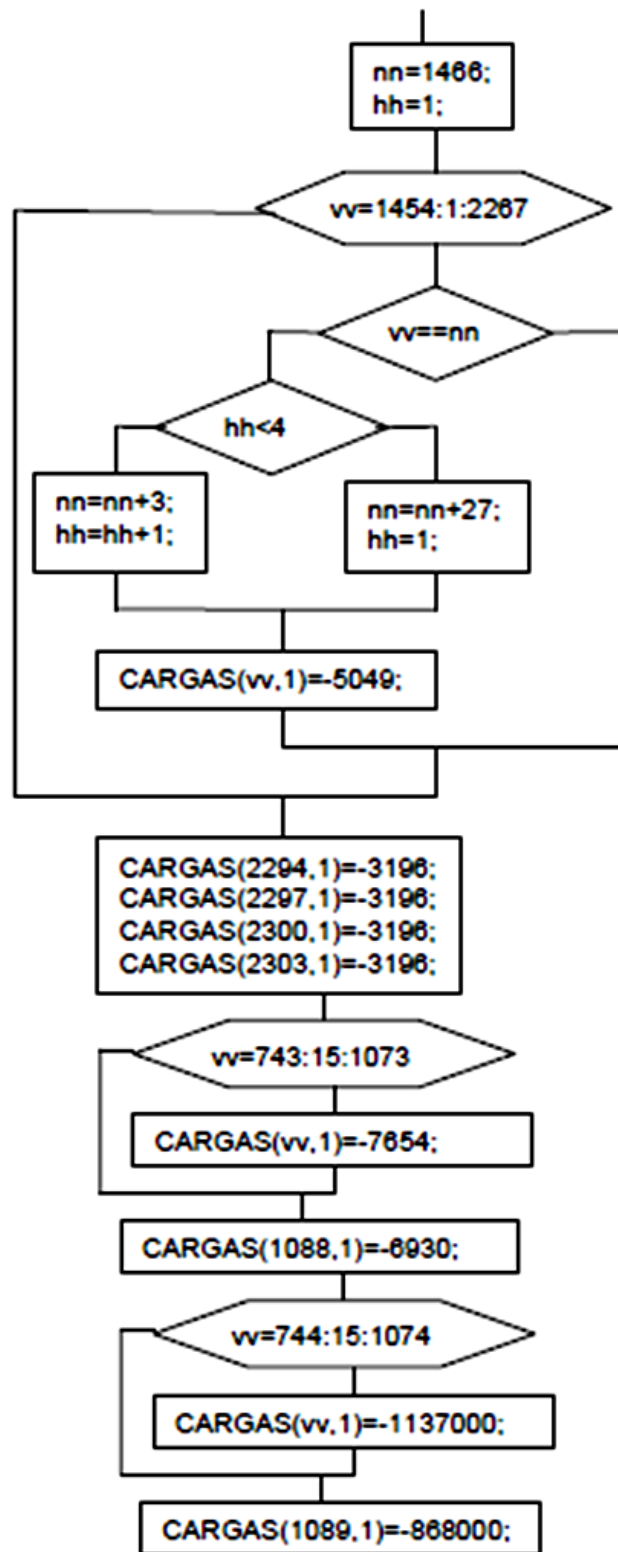 nn=1466;
hh=1;
vv=1454:1:2267
vv==nn
hh<4
nn=nn+3;
hh=hh+1;
nn=nn+27;
hh=1;
CARGAS(vv,1)=-5049;
CARGAS(2294,1)=-3196;
CARGAS(2297,1)=-3196;
CARGAS(2300,1)=-3196;
CARGAS(2303,1)=-3196;
vv=743:15:1073
CARGAS(vv,1)=-7654;
CARGAS(1088,1)=-6930;
vv=744:15:1074
CARGAS(vv,1)=-1137000;
CARGAS(1089,1)=-868000;